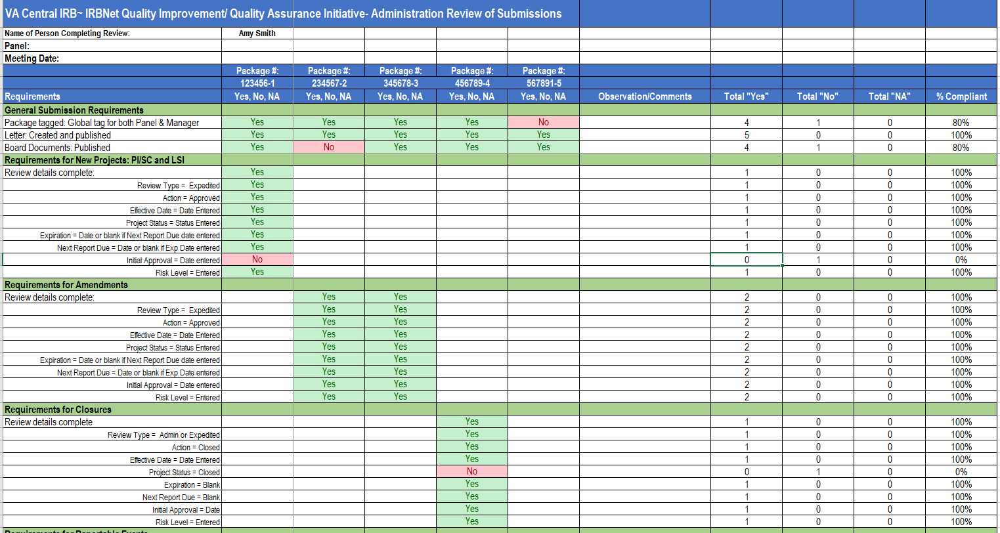 VA Central IRB~ IRBNet Quality Improvement/ Quality Assurance Initiative- Administration Review of Submissions
Name of Person Completing Review: Amy Smith
Panel:
Meeting Date:
Package #: Package #: Package #: Package #: Package #:
123456-1 234567-2 345678-3 456789-4 567891-5
Requirements Yes, No, NA Yes, No, NA Yes, No, NA Yes, No, NA Yes, No, NA Observation/Comments Total "Yes" Total "No" Total "NA" % Compliant
General Submission Requirements
Package tagged: Global tag for both Panel & Manager Yes Yes Yes Yes No 4 1 0 80%
Letter: Created and published Yes Yes Yes Yes Yes 5 0 0 100%
Board Documents: Published Yes No Yes Yes Yes 4 1 0 80%
Requirements for New Projects: PI/SC and LSI
Review details complete: Yes 1 0 0 100%
Review Type = Expedited Yes 1 0 0 100%
Action = Approved Yes 1 0 0 100%
Effective Date = Date Entered Yes 1 0 0 100%
Project Status = Status Entered Yes 1 0 0 100%
Expiration = Date or blank if Next Report Due date entered Yes 1 0 0 100%
Next Report Due = Date or blank if Exp Date entered Yes 1 0 0 100%
Initial Approval = Date entered No 0 1 0 0%
Risk Level = Entered Yes 1 0 0 100%
Requirements for Amendments
Review details complete: Yes Yes 2 0 0 100%
Review Type = Expedited Yes Yes 2 0 0 100%
Action = Approved Yes Yes 2 0 0 100%
Effective Date = Date Entered Yes Yes 2 0 0 100%
Project Status = Status Entered Yes Yes 2 0 0 100%
Expiration = Date or blank if Next Report Due date entered Yes Yes 2 0 0 100%
Next Report Due = Date or blank if Exp Date entered Yes Yes 2 0 0 100%
Initial Approval = Date entered Yes Yes 2 0 0 100%
Risk Level = Entered Yes Yes 2 0 0 100%
Requirements for Closures
Review details complete Yes 1 0 0 100%
Review Type = Admin or Expedited Yes 1 0 0 100%
Action = Closed Yes 1 0 0 100%
Effective Date = Date Entered Yes 1 0 0 100%
Project Status = Closed No 0 1 0 0%
Expiration = Blank Yes 1 0 0 100%
Next Report Due = Blank Yes 1 0 0 100%
Initial Approval = Date Yes 1 0 0 100%
Risk Level = Entered Yes 1 0 0 100%
Requirements for Reportable Events